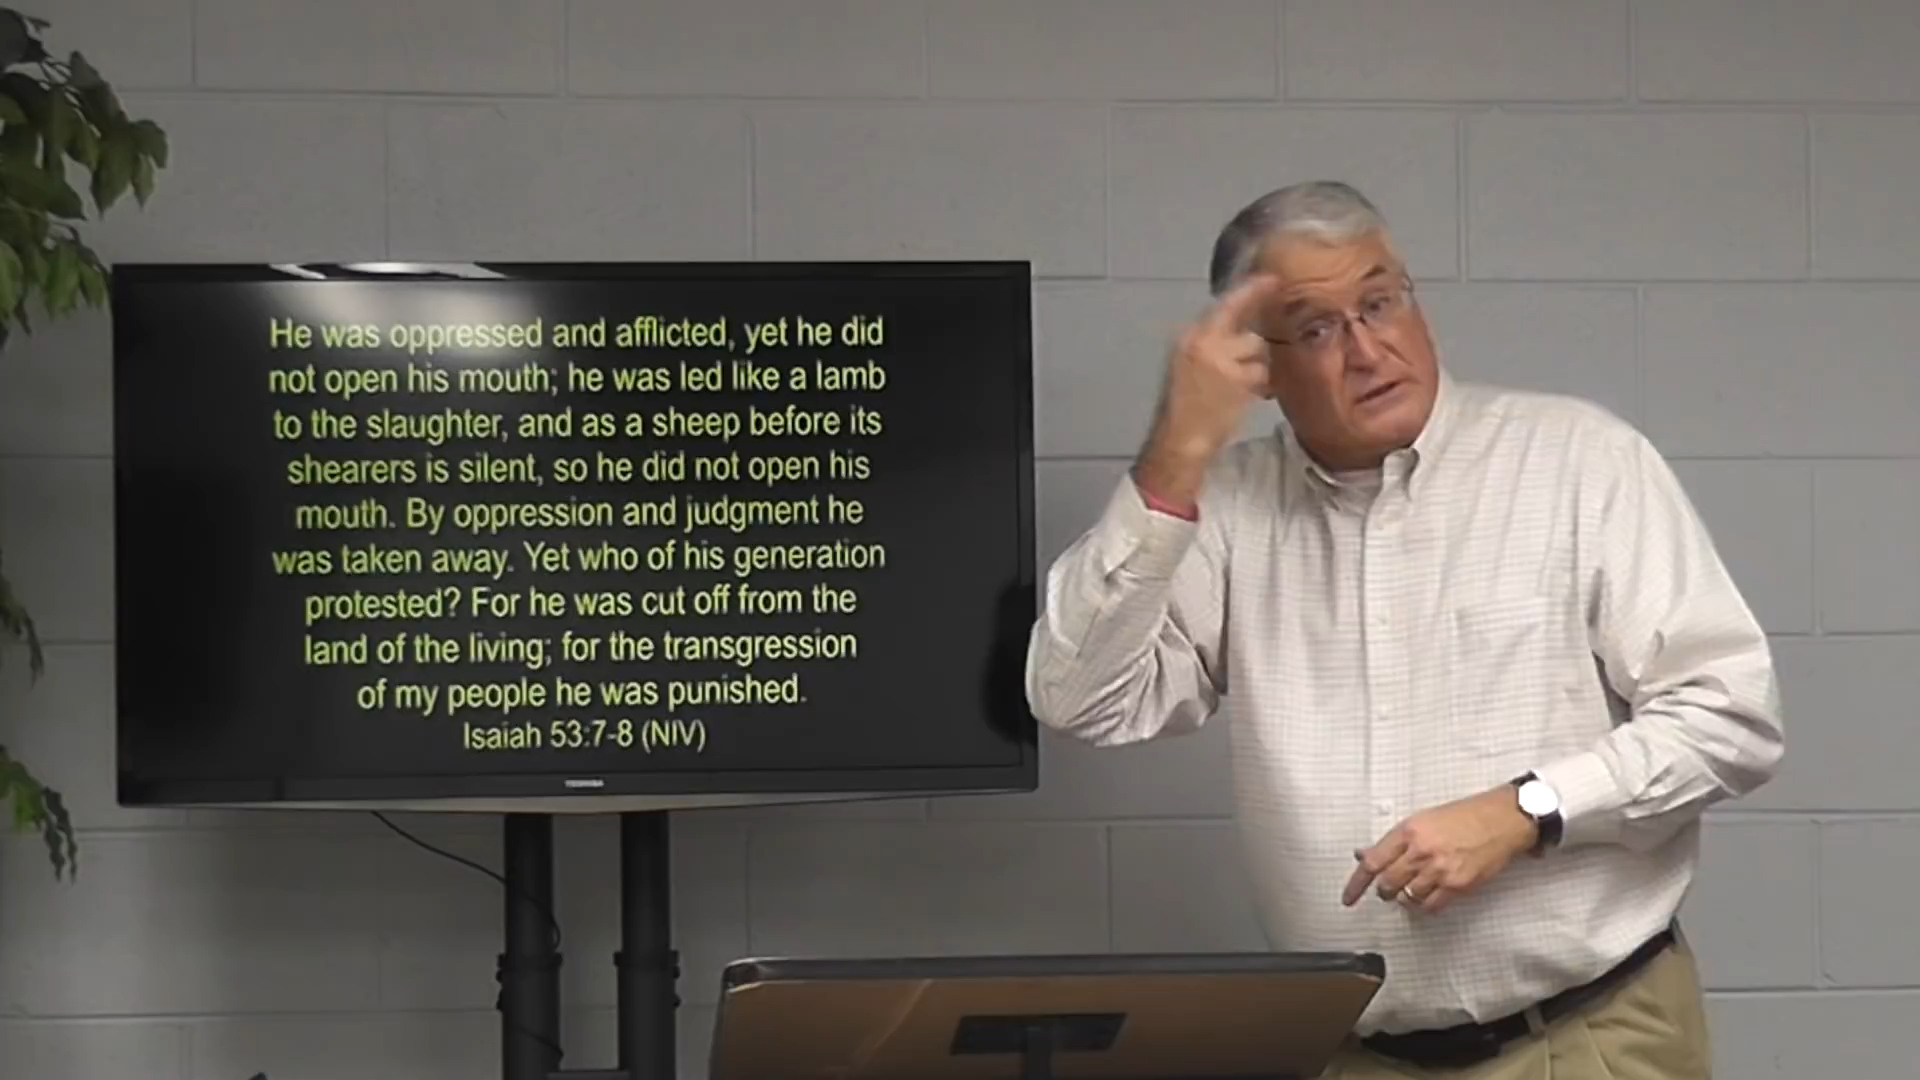 He was oppressed and afflicted, yet he did
not open his mouth; he was led like a lamb
to the slaughter, and as a sheep before its
shearers is silent, so he did not open his
mouth. By oppression and judgment he
was taken away. Yet who of his generation
protested? For he was cut off from the
land of the living; for the transgression
of my people he was punished.
Isaiah 53:7-8 (NIV)
TOSHIBA